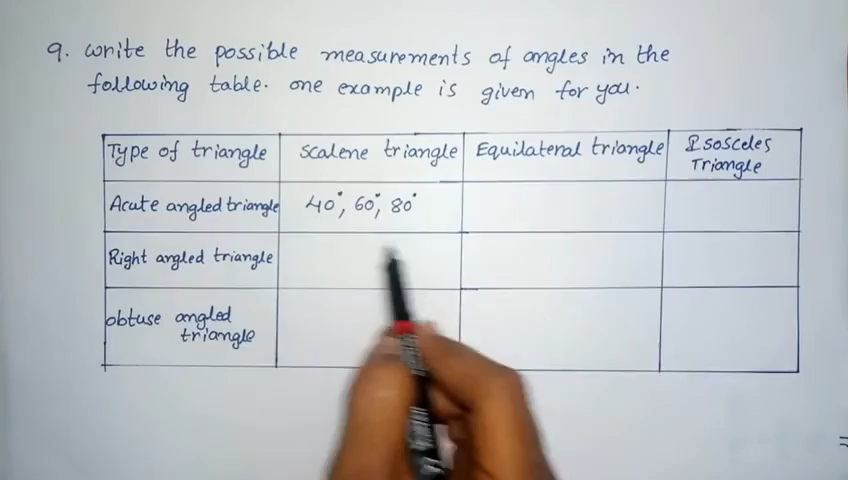 9. Write the possible measurements of angles in the
following table. one example is given for you.
Type of triangle scalene triangle Equilateral triangle Isosceles Triangle
Acute angled triangle 40°, 60°, 80°
Right angled triangle
obtuse angled
triangle